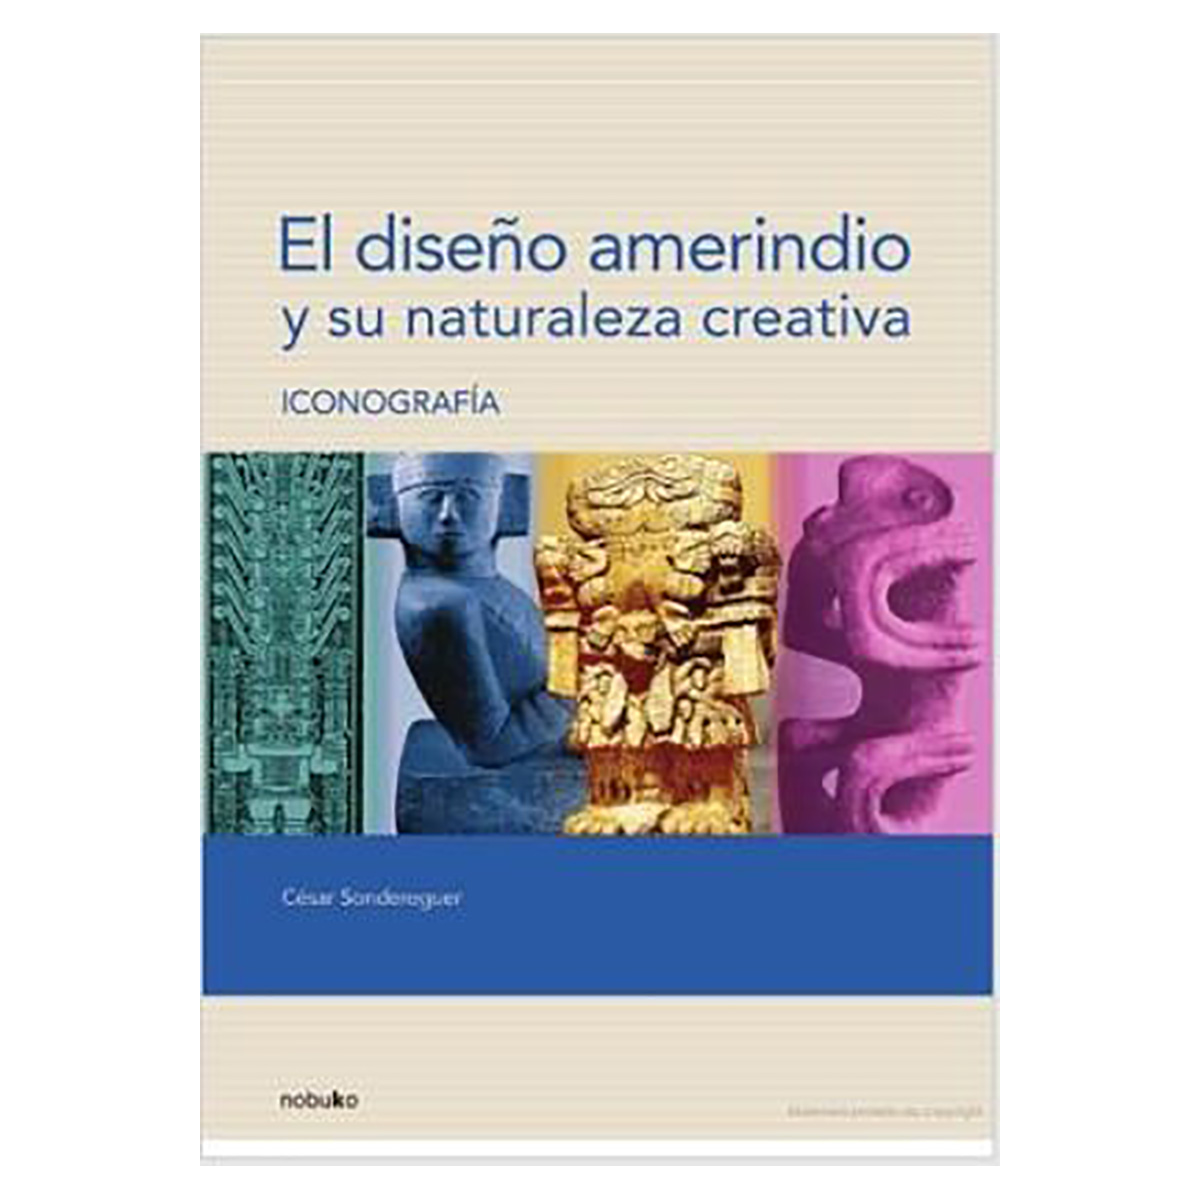 El diseño amerindio
y su naturaleza creativa
ICONOGRAFÍA
César Sondereguer
nobuko